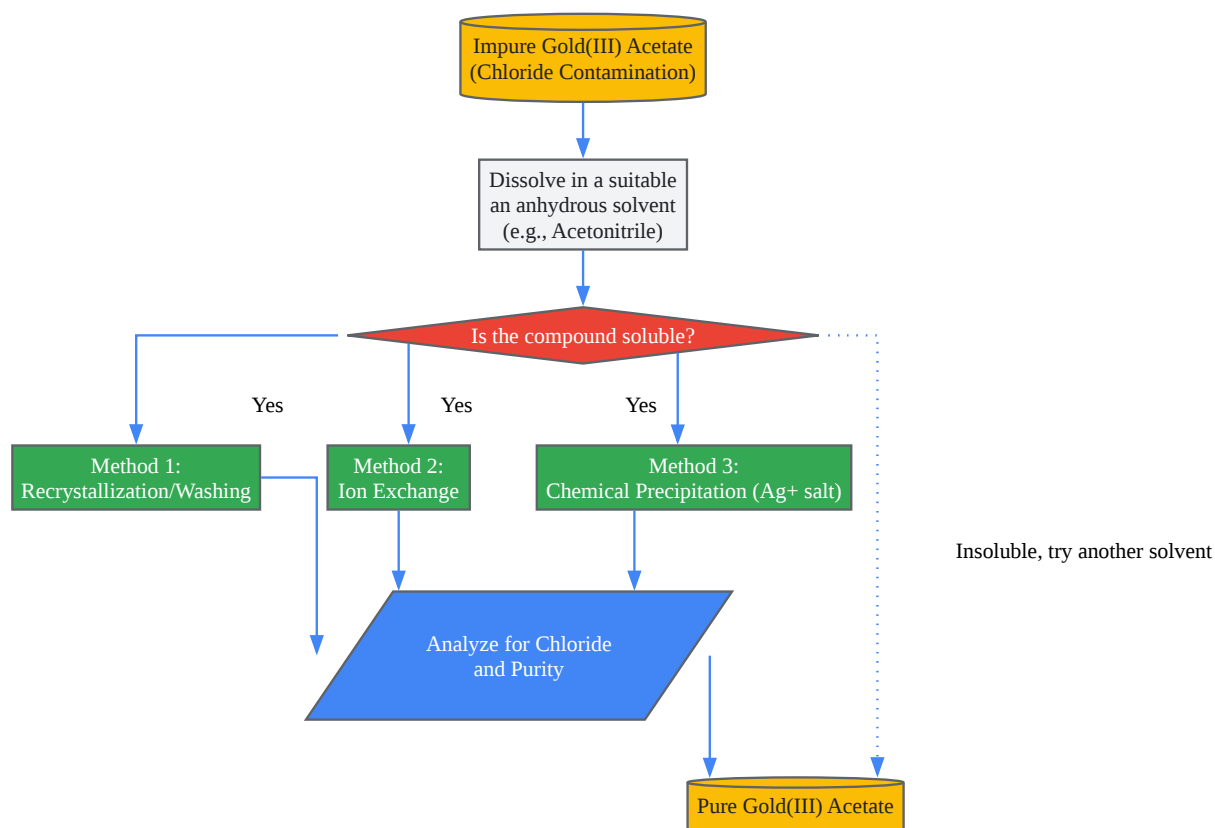 Impure Gold(III) Acetate
(Chloride Contamination)
Dissolve in a suitable
an anhydrous solvent
(e.g., Acetonitrile)
Is the compound soluble?
Yes
Yes
Yes
Method 1:
Recrystallization/Washing
Method 2:
Ion Exchange
Method 3:
Chemical Precipitation (Ag+ salt)
Insoluble, try another solvent
Analyze for Chloride
and Purity
Pure Gold(III) Acetate